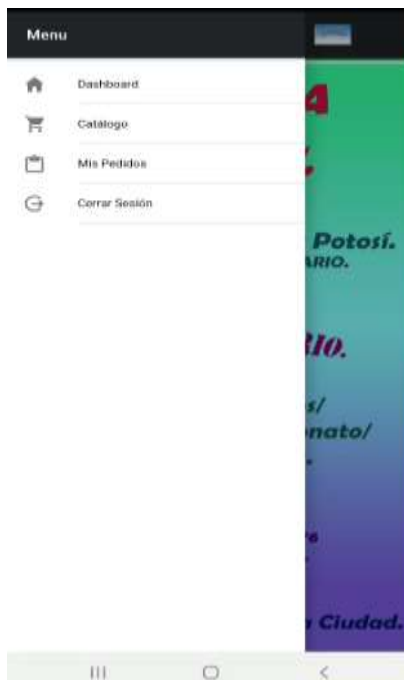 Menu
Dashboard
Catálogo
Mis Pedidos
Cerrar Sesión
A
Potosí.
ARIO.
RIO.
s/
nato/
Ciudad.